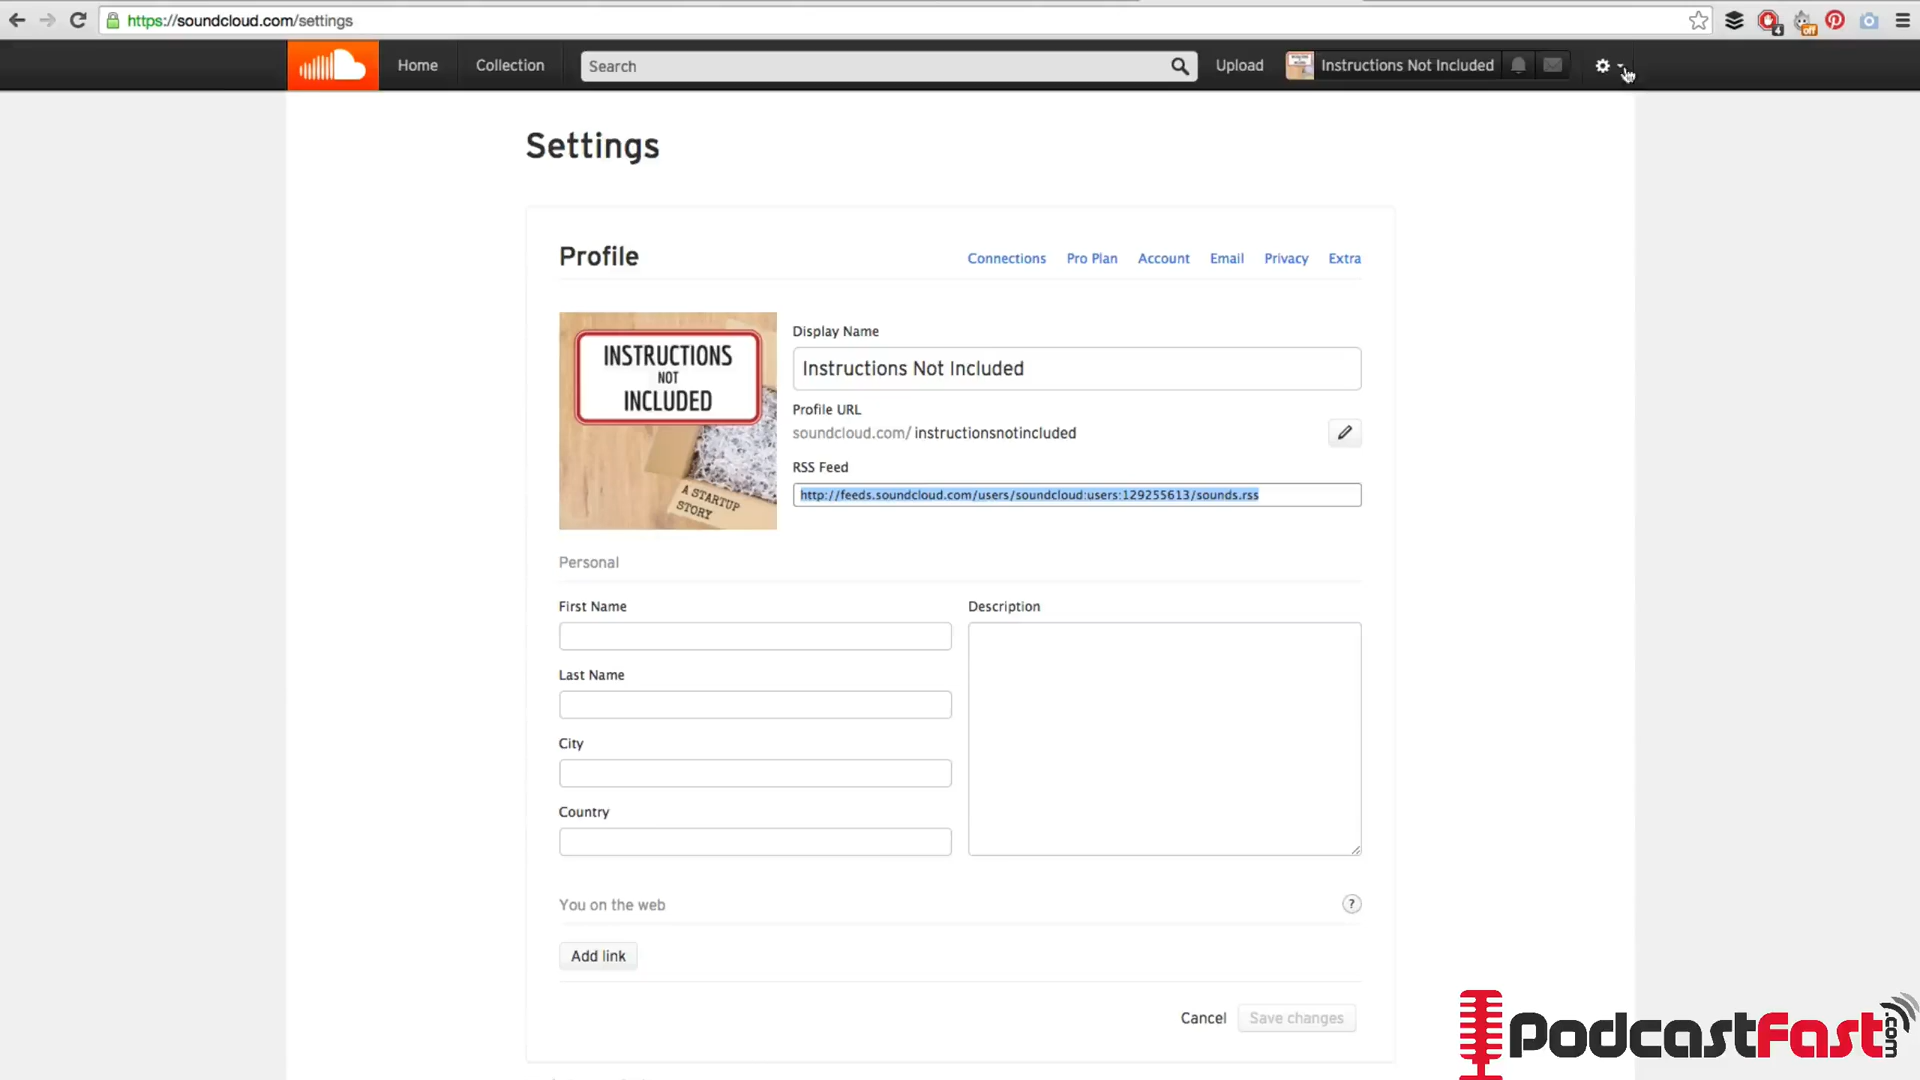 https://soundcloud.com/settings
Home
Collection
Search
Upload
Instructions Not Included
Settings
Profile
Connections
Pro Plan
Account
Email
Privacy
Extra
INSTRUCTIONS
NOT
INCLUDED
A STARTUP
STORY
Display Name
Instructions Not Included
Profile URL
soundcloud.com/ instructionsnotincluded
RSS Feed
http://feeds.soundcloud.com/users/soundcloud:users:129255613/sounds.rss
Personal
First Name
Description
Last Name
City
Country
You on the web
?
Add link
Cancel
Save changes
PodcastFast.com